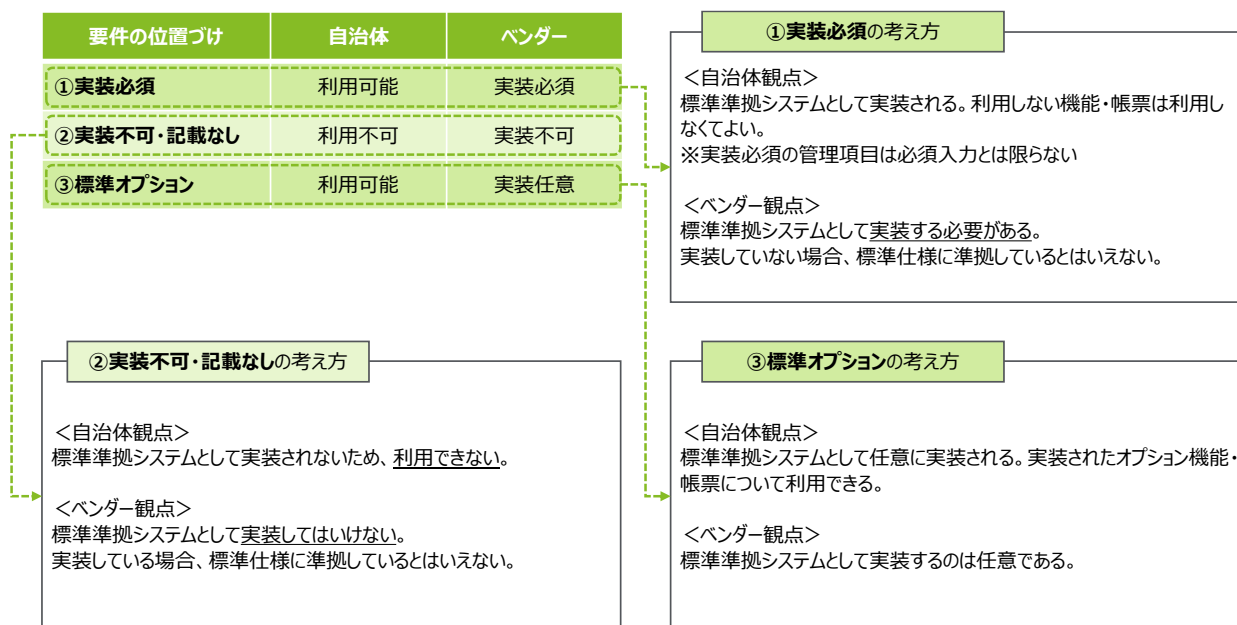 要件の位置づけ 自治体 ベンダー
①実装必須 利用可能 実装必須
②実装不可・記載なし 利用不可 実装不可
③標準オプション 利用可能 実装任意
①実装必須の考え方
＜自治体観点＞
標準準拠システムとして実装される。利用しない機能・帳票は利用し
なくてよい。
※実装必須の管理項目は必須入力とは限らない
＜ベンダー観点＞
標準準拠システムとして実装する必要がある。
実装していない場合、標準仕様に準拠しているとはいえない。
②実装不可・記載なしの考え方
＜自治体観点＞
標準準拠システムとして実装されないため、利用できない。
＜ベンダー観点＞
標準準拠システムとして実装してはいけない。
実装している場合、標準仕様に準拠しているとはいえない。
③標準オプションの考え方
＜自治体観点＞
標準準拠システムとして任意に実装される。実装されたオプション機能・
帳票について利用できる。
＜ベンダー観点＞
標準準拠システムとして実装するのは任意である。